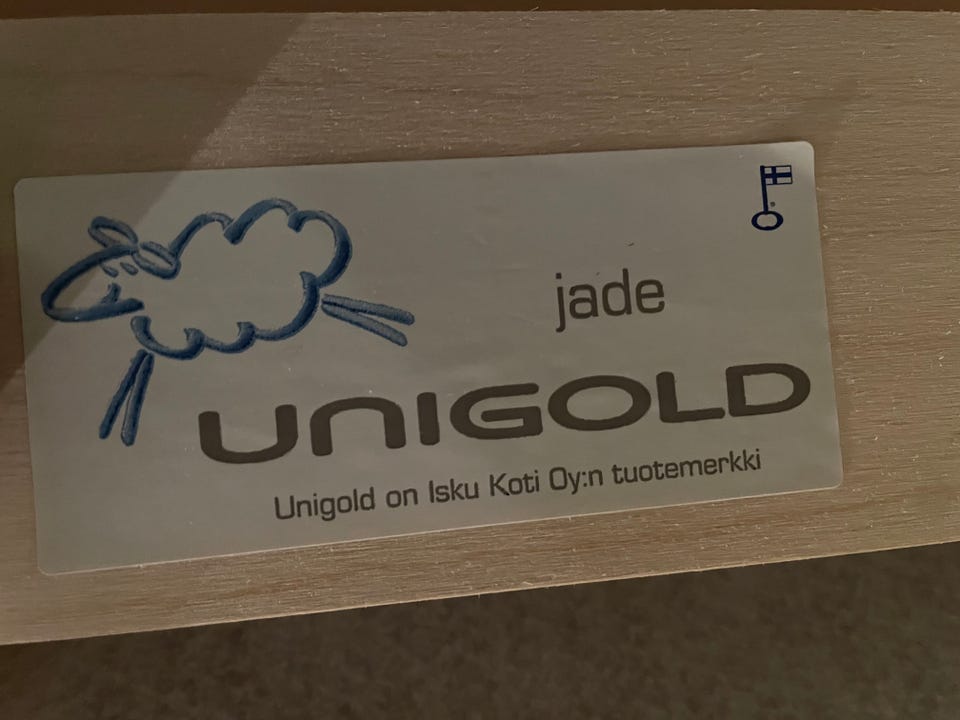 jade
UNIGOLD
Unigold on Isku Koti Oy:n tuotemerkki